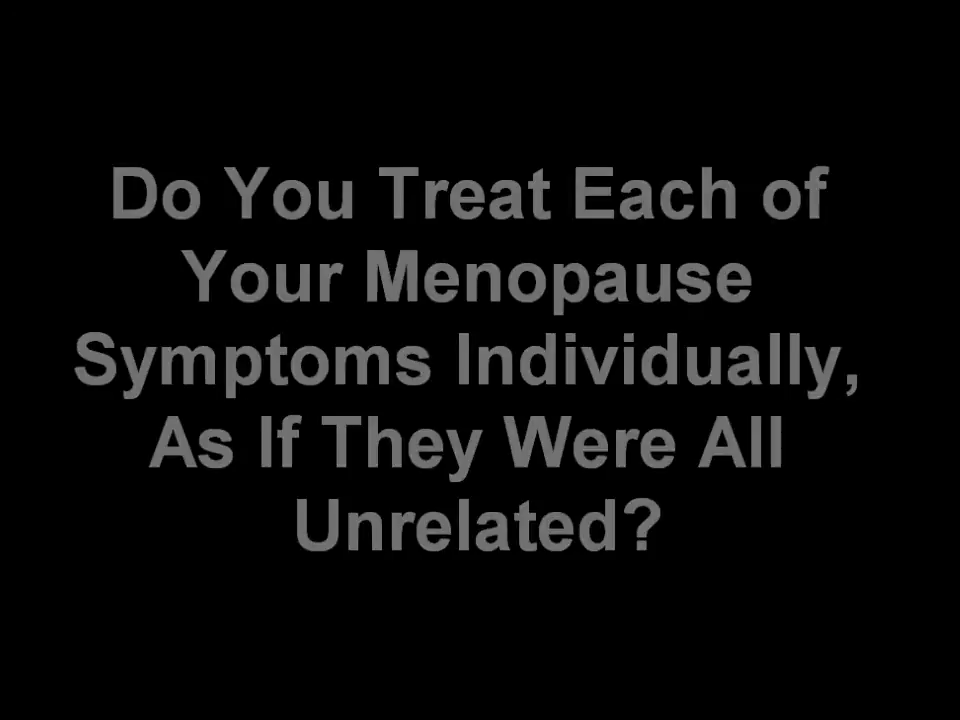 Do You Treat Each of
Your Menopause
Symptoms Individually,
As If They Were All
Unrelated?